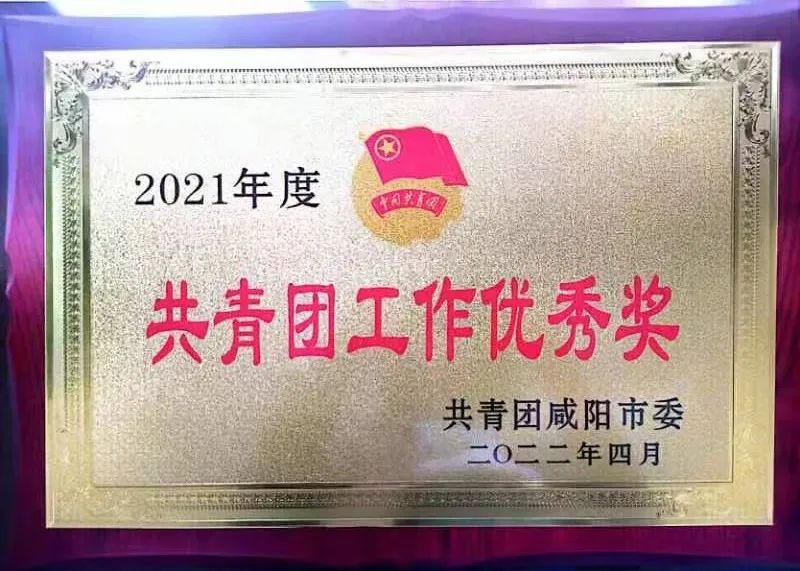 2021年度
中国共青团
共青团工作优秀奖
共青团咸阳市委
二〇二二年四月